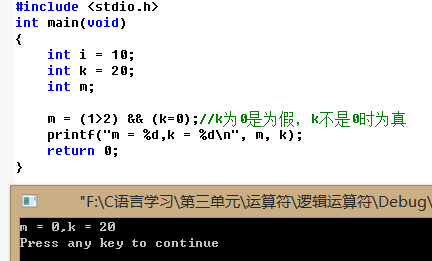 #include <stdio.h>
int main(void)
{
    int i = 10;
    int k = 20;
    int m;
    m = (1>2) && (k=0);//k为0是为假, k不是0时为真
    printf("m = %d,k = %d\n", m, k);
    return 0;
}
"F:\C语言学习\第三单元\运算符\逻辑运算符\Debug\
m = 0,k = 20
Press any key to continue